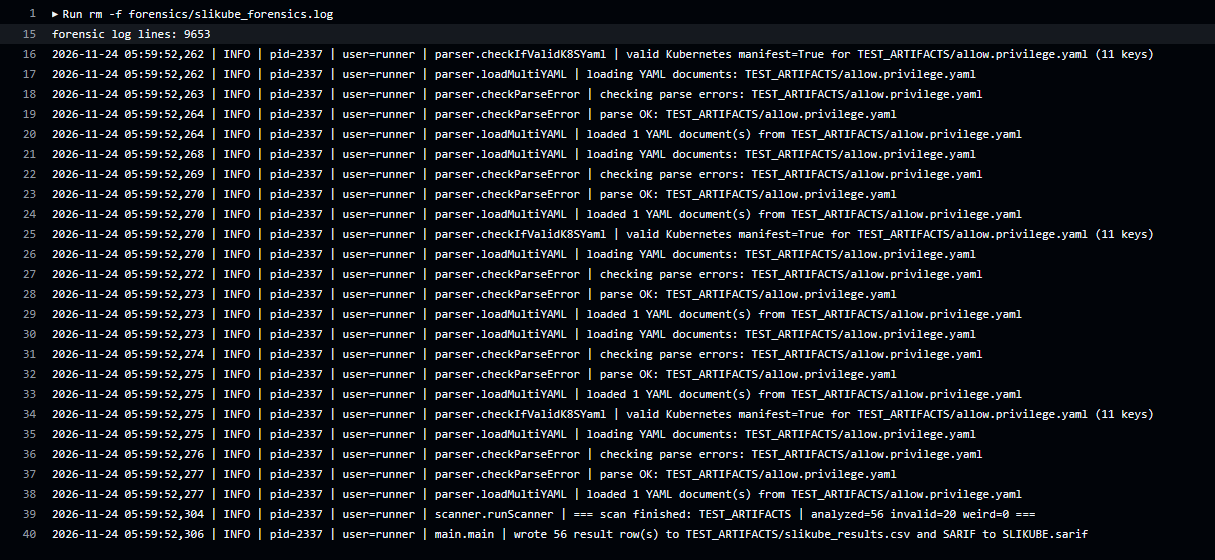 1 ▶ Run rm -f forensics/slikube_forensics.log
15 forensic log lines: 9653
16 2026-11-24 05:59:52,262 | INFO | pid=2337 | user=runner | parser.checkIfValidK8SYaml | valid Kubernetes manifest=True for TEST_ARTIFACTS/allow.privilege.yaml (11 keys)
17 2026-11-24 05:59:52,262 | INFO | pid=2337 | user=runner | parser.loadMultiYAML | loading YAML documents: TEST_ARTIFACTS/allow.privilege.yaml
18 2026-11-24 05:59:52,263 | INFO | pid=2337 | user=runner | parser.checkParseError | checking parse errors: TEST_ARTIFACTS/allow.privilege.yaml
19 2026-11-24 05:59:52,264 | INFO | pid=2337 | user=runner | parser.checkParseError | parse OK: TEST_ARTIFACTS/allow.privilege.yaml
20 2026-11-24 05:59:52,264 | INFO | pid=2337 | user=runner | parser.loadMultiYAML | loaded 1 YAML document(s) from TEST_ARTIFACTS/allow.privilege.yaml
21 2026-11-24 05:59:52,268 | INFO | pid=2337 | user=runner | parser.loadMultiYAML | loading YAML documents: TEST_ARTIFACTS/allow.privilege.yaml
22 2026-11-24 05:59:52,269 | INFO | pid=2337 | user=runner | parser.checkParseError | checking parse errors: TEST_ARTIFACTS/allow.privilege.yaml
23 2026-11-24 05:59:52,270 | INFO | pid=2337 | user=runner | parser.checkParseError | parse OK: TEST_ARTIFACTS/allow.privilege.yaml
24 2026-11-24 05:59:52,270 | INFO | pid=2337 | user=runner | parser.loadMultiYAML | loaded 1 YAML document(s) from TEST_ARTIFACTS/allow.privilege.yaml
25 2026-11-24 05:59:52,270 | INFO | pid=2337 | user=runner | parser.checkIfValidK8SYaml | valid Kubernetes manifest=True for TEST_ARTIFACTS/allow.privilege.yaml (11 keys)
26 2026-11-24 05:59:52,270 | INFO | pid=2337 | user=runner | parser.loadMultiYAML | loading YAML documents: TEST_ARTIFACTS/allow.privilege.yaml
27 2026-11-24 05:59:52,272 | INFO | pid=2337 | user=runner | parser.checkParseError | checking parse errors: TEST_ARTIFACTS/allow.privilege.yaml
28 2026-11-24 05:59:52,273 | INFO | pid=2337 | user=runner | parser.checkParseError | parse OK: TEST_ARTIFACTS/allow.privilege.yaml
29 2026-11-24 05:59:52,273 | INFO | pid=2337 | user=runner | parser.loadMultiYAML | loaded 1 YAML document(s) from TEST_ARTIFACTS/allow.privilege.yaml
30 2026-11-24 05:59:52,273 | INFO | pid=2337 | user=runner | parser.loadMultiYAML | loading YAML documents: TEST_ARTIFACTS/allow.privilege.yaml
31 2026-11-24 05:59:52,274 | INFO | pid=2337 | user=runner | parser.checkParseError | checking parse errors: TEST_ARTIFACTS/allow.privilege.yaml
32 2026-11-24 05:59:52,275 | INFO | pid=2337 | user=runner | parser.checkParseError | parse OK: TEST_ARTIFACTS/allow.privilege.yaml
33 2026-11-24 05:59:52,275 | INFO | pid=2337 | user=runner | parser.loadMultiYAML | loaded 1 YAML document(s) from TEST_ARTIFACTS/allow.privilege.yaml
34 2026-11-24 05:59:52,275 | INFO | pid=2337 | user=runner | parser.checkIfValidK8SYaml | valid Kubernetes manifest=True for TEST_ARTIFACTS/allow.privilege.yaml (11 keys)
35 2026-11-24 05:59:52,275 | INFO | pid=2337 | user=runner | parser.loadMultiYAML | loading YAML documents: TEST_ARTIFACTS/allow.privilege.yaml
36 2026-11-24 05:59:52,276 | INFO | pid=2337 | user=runner | parser.checkParseError | checking parse errors: TEST_ARTIFACTS/allow.privilege.yaml
37 2026-11-24 05:59:52,277 | INFO | pid=2337 | user=runner | parser.checkParseError | parse OK: TEST_ARTIFACTS/allow.privilege.yaml
38 2026-11-24 05:59:52,277 | INFO | pid=2337 | user=runner | parser.loadMultiYAML | loaded 1 YAML document(s) from TEST_ARTIFACTS/allow.privilege.yaml
39 2026-11-24 05:59:52,304 | INFO | pid=2337 | user=runner | scanner.runScanner | === scan finished: TEST_ARTIFACTS | analyzed=56 invalid=20 weird=0 ===
40 2026-11-24 05:59:52,306 | INFO | pid=2337 | user=runner | main.main | wrote 56 result row(s) to TEST_ARTIFACTS/slikube_results.csv and SARIF to SLIKUBE.sarif